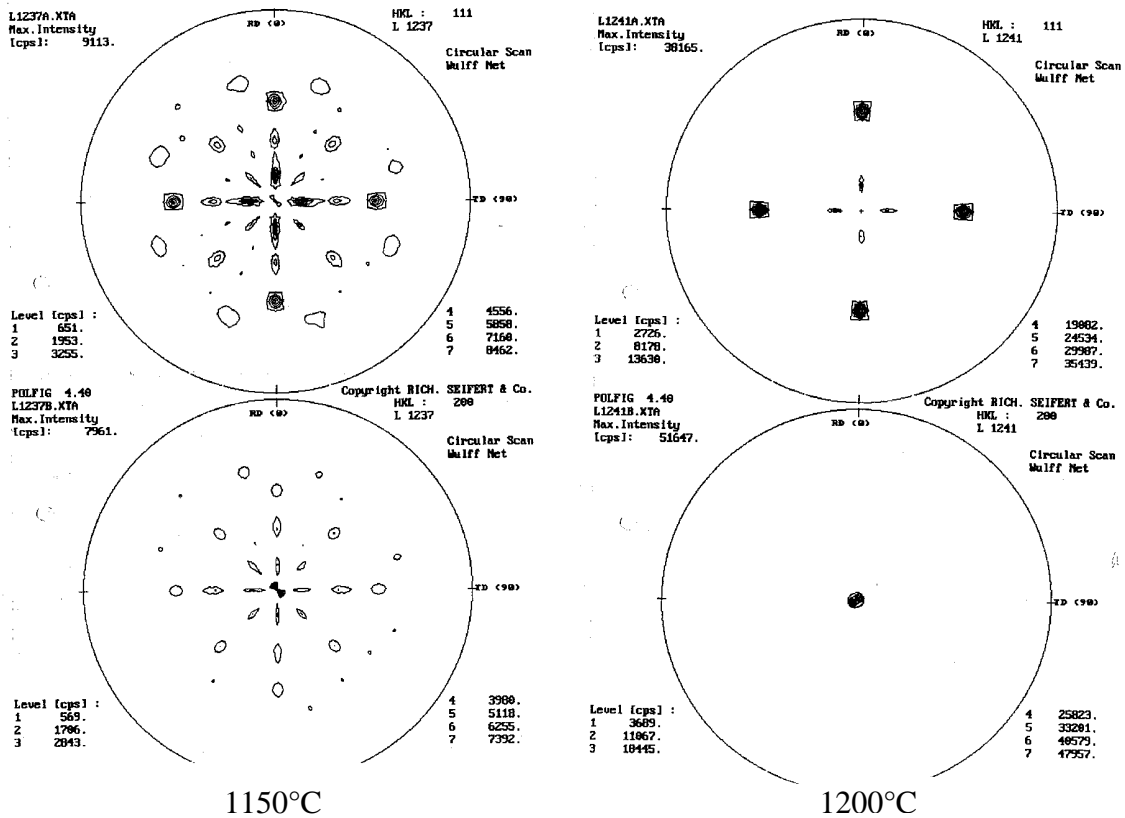 L1237A.XTA
Max.Intensity
[cps]: 9113.
RD (0)
HKL : 111
L 1237
Circular Scan
Wulff Net
TD (90)
Level [cps] :
1 651.
2 1953.
3 3255.
4 4556.
5 5858.
6 7160.
7 8462.
POLFIG 4.40
L1237B.XTA
Max.Intensity
[cps]: 7961.
RD (0)
Copyright RICH. SEIFERT & Co.
HKL : 200
L 1237
Circular Scan
Wulff Net
TD (90)
Level [cps] :
1 569.
2 1706.
3 2843.
4 3980.
5 5118.
6 6255.
7 7392.
1150°C
L1241A.XTA
Max.Intensity
[cps]: 38165.
RD (0)
HKL : 111
L 1241
Circular Scan
Wulff Net
TD (90)
Level [cps] :
1 2726.
2 8178.
3 13630.
4 19082.
5 24534.
6 29987.
7 35439.
POLFIG 4.40
L1241B.XTA
Max.Intensity
[cps]: 51647.
RD (0)
Copyright RICH. SEIFERT & Co.
HKL : 200
L 1241
Circular Scan
Wulff Net
TD (90)
Level [cps] :
1 3689.
2 11067.
3 18445.
4 25823.
5 33201.
6 40579.
7 47957.
1200°C